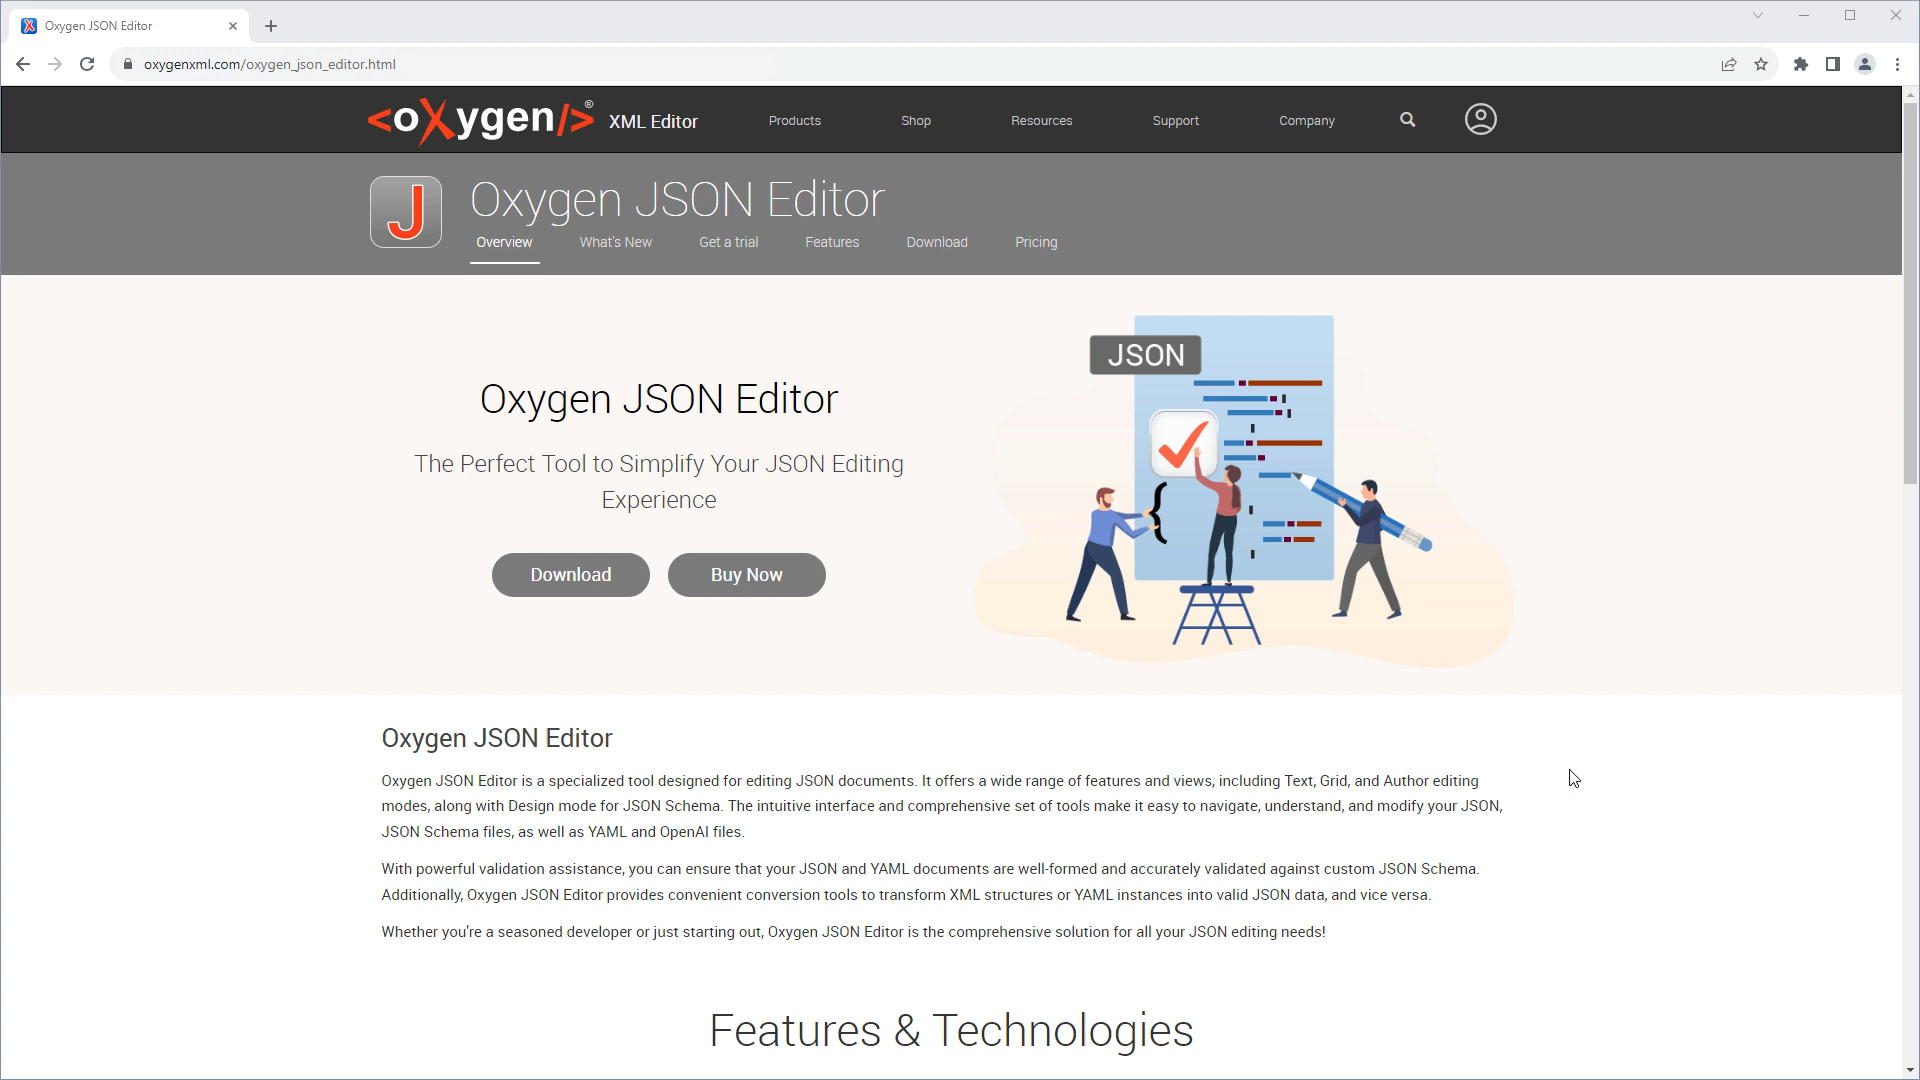 Oxygen JSON Editor
oxygenxml.com/oxygen_json_editor.html
<oXygen/>® XML Editor Products Shop Resources Support Company
J Oxygen JSON Editor
Overview What's New Get a trial Features Download Pricing
JSON
Oxygen JSON Editor
The Perfect Tool to Simplify Your JSON Editing
Experience
{
Download Buy Now
Oxygen JSON Editor
Oxygen JSON Editor is a specialized tool designed for editing JSON documents. It offers a wide range of features and views, including Text, Grid, and Author editing
modes, along with Design mode for JSON Schema. The intuitive interface and comprehensive set of tools make it easy to navigate, understand, and modify your JSON,
JSON Schema files, as well as YAML and OpenAI files.
With powerful validation assistance, you can ensure that your JSON and YAML documents are well-formed and accurately validated against custom JSON Schema.
Additionally, Oxygen JSON Editor provides convenient conversion tools to transform XML structures or YAML instances into valid JSON data, and vice versa.
Whether you're a seasoned developer or just starting out, Oxygen JSON Editor is the comprehensive solution for all your JSON editing needs!
Features & Technologies